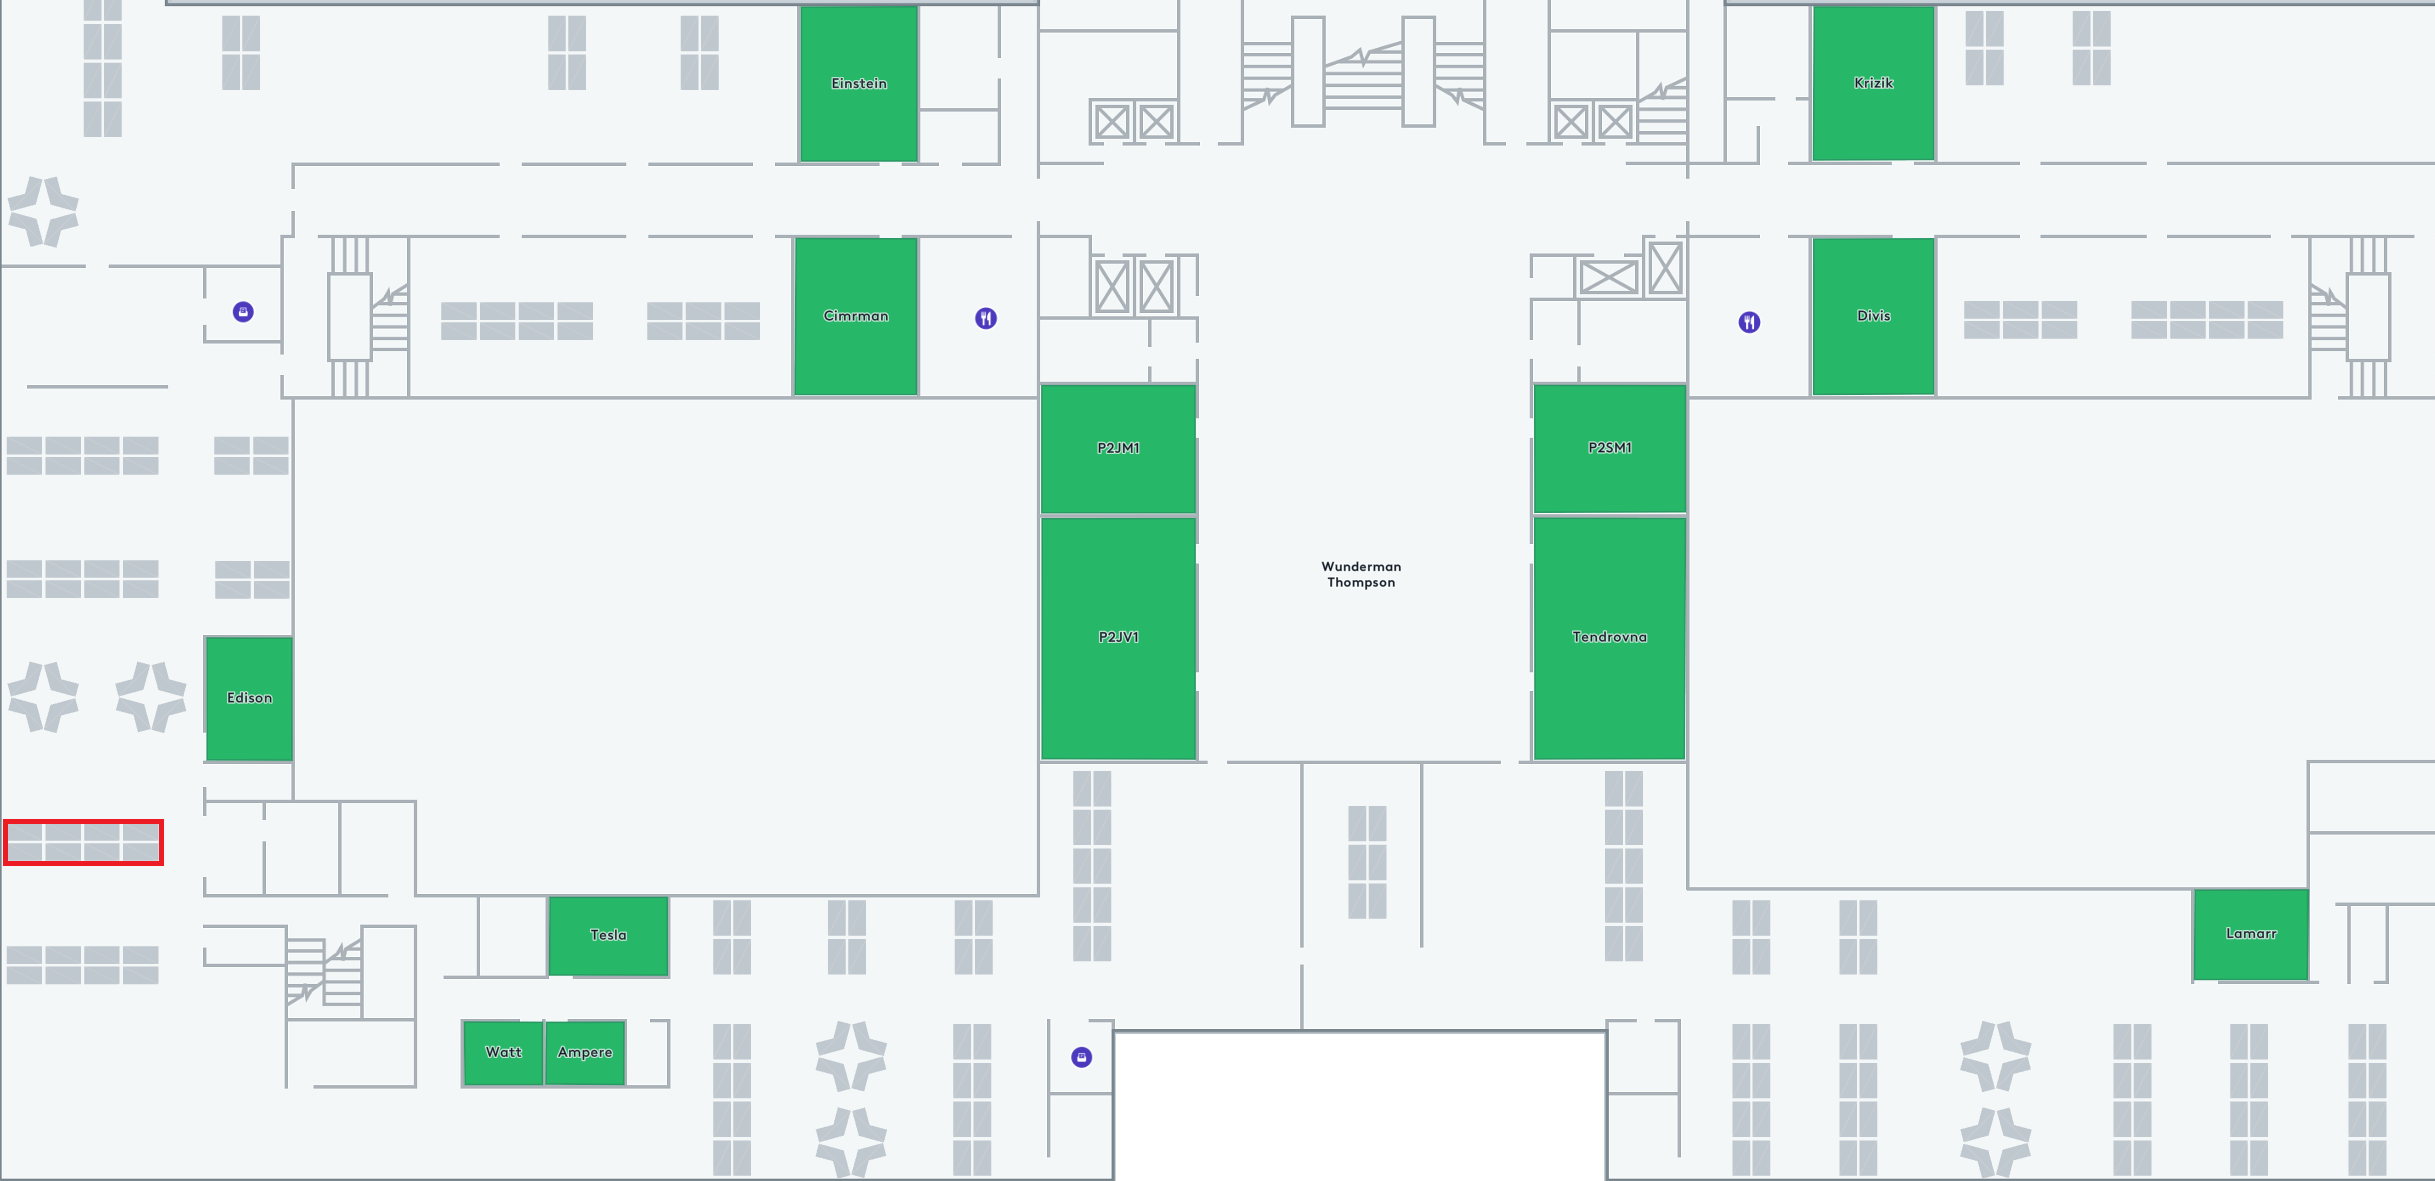 Einstein
Krizik
Cimrman
Divis
P2JM1
P2SM1
Wunderman
Thompson
P2JV1
Tendrovna
Edison
Tesla
Lamarr
Watt
Ampere